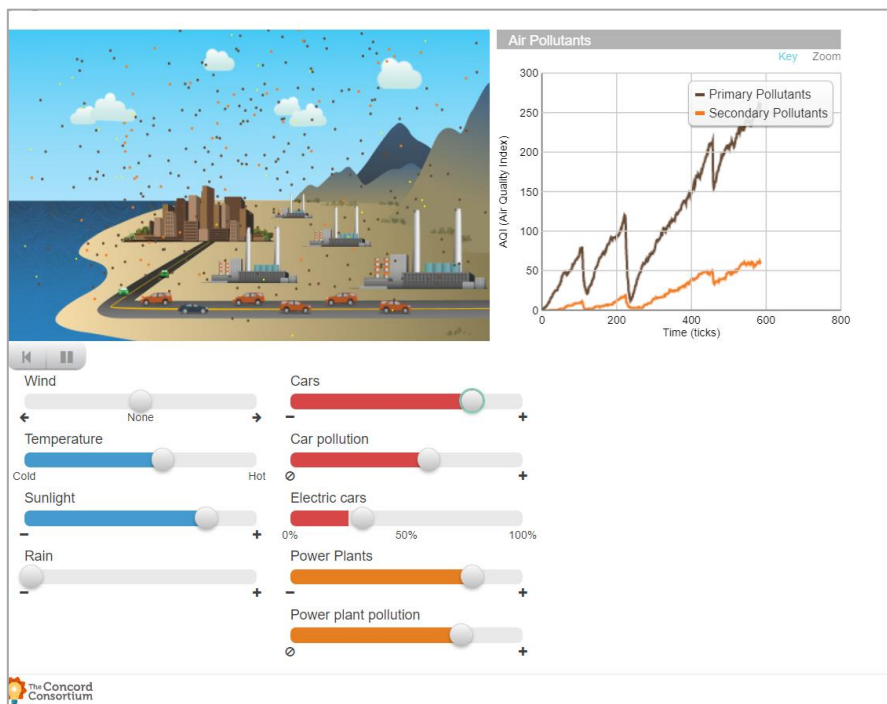 Air Pollutants
Key Zoom
300
250
200
150
100
50
0
AQI (Air Quality Index)
Primary Pollutants
Secondary Pollutants
0 200 400 600 800
Time (ticks)
Wind
None
Temperature
Cold Hot
Sunlight
- +
Rain
- +
Cars
- +
Car pollution
+
Electric cars
0% 50% 100%
Power Plants
- +
Power plant pollution
+
The Concord
Consortium